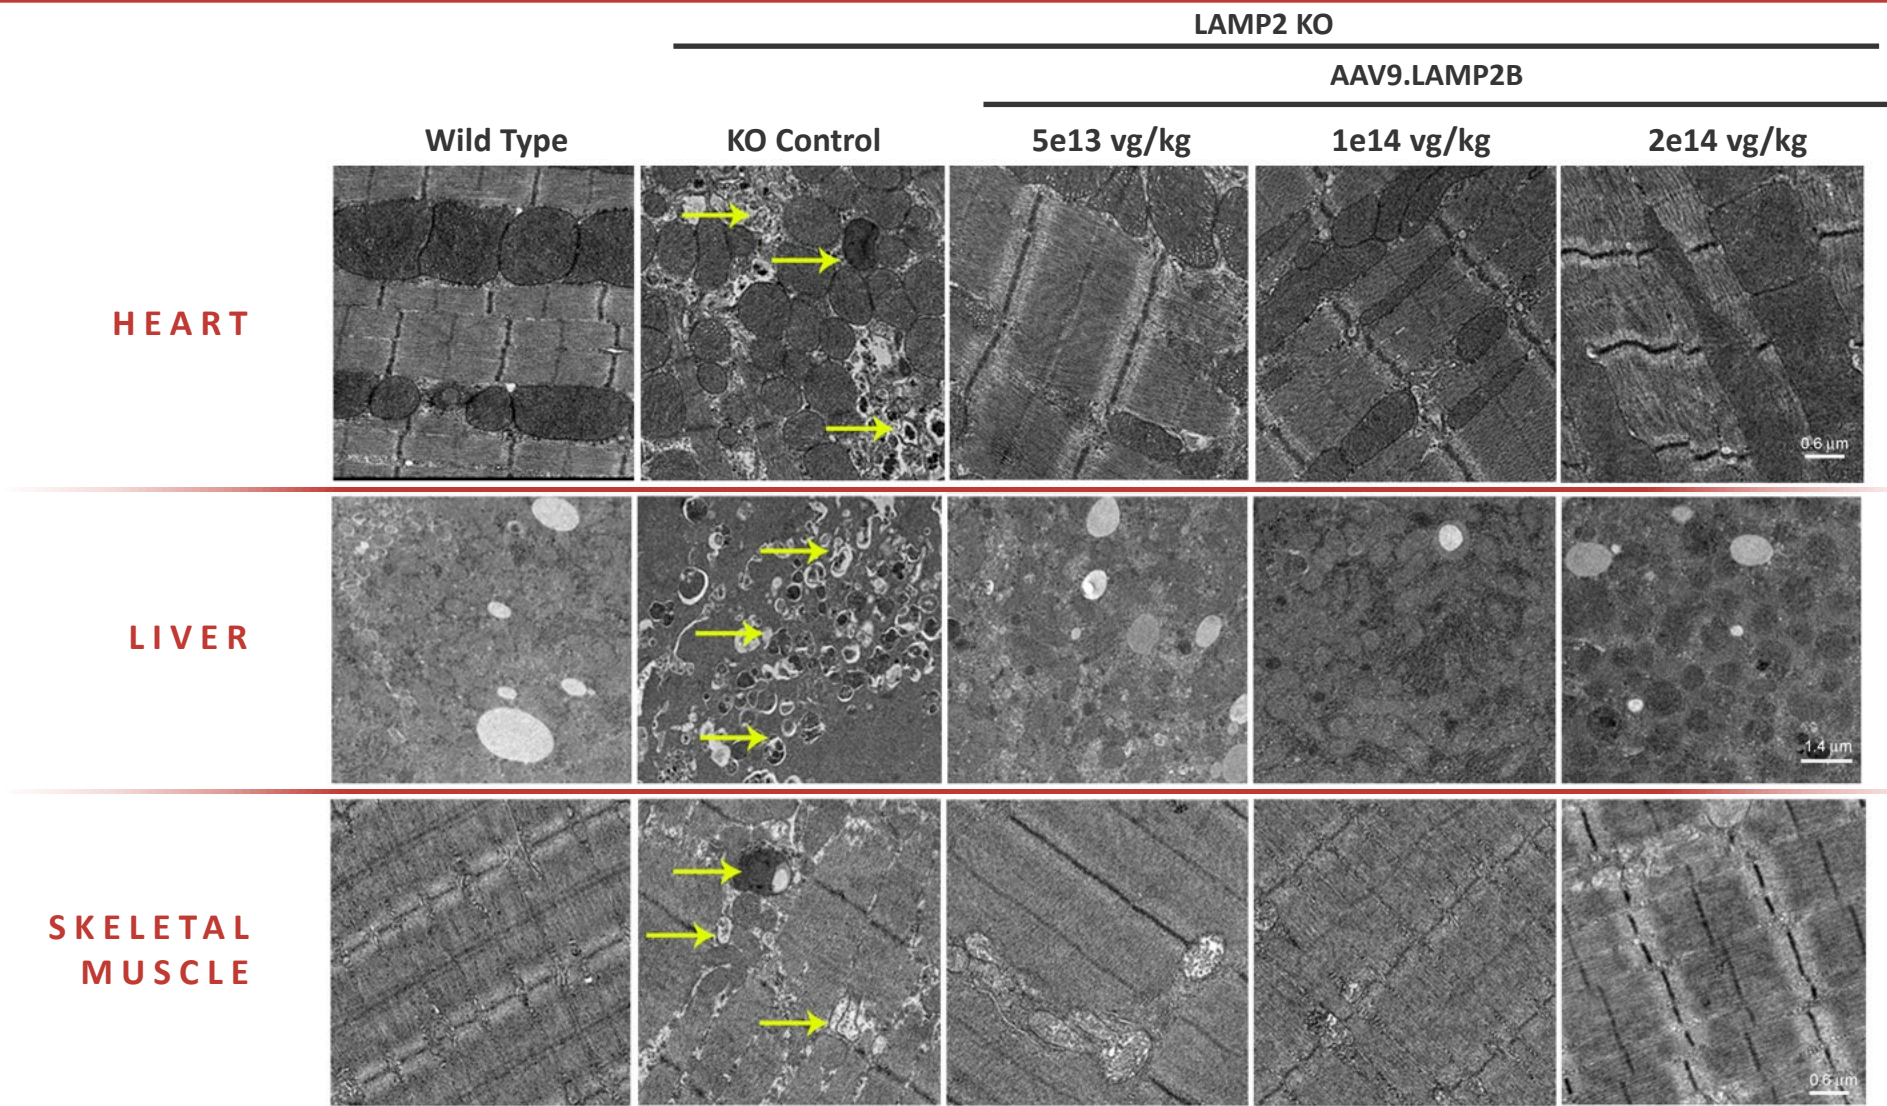 LAMP2 KO
AAV9.LAMP2B
Wild Type
KO Control
5e13 vg/kg
1e14 vg/kg
2e14 vg/kg
HEART
0.6 µm
LIVER
1.4 µm
SKELETAL
MUSCLE
0.6 µm